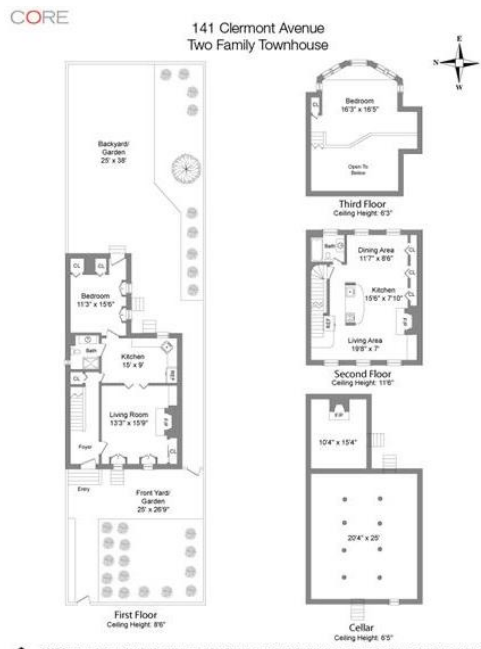 CORE
141 Clermont Avenue
Two Family Townhouse
E
N
S
W
Backyard/
Garden
25' x 38'
CL
CL
Bedroom
11'3" x 15'6"
Bath
Kitchen
15' x 9'
REF
CL
Living Room
13'3" x 15'9"
F/P
Foyer
CL
Entry
Front Yard/
Garden
25' x 26'9"
First Floor
Ceiling Height: 8'6"
CL
Bedroom
16'3" x 16'5"
Open To
Below
Third Floor
Ceiling Height: 6'3"
Bath
Dining Area
11'7" x 8'6"
Kitchen
15'6" x 7'10"
REF
F/P
Living Area
19'8" x 7'
Second Floor
Ceiling Height: 11'6"
F/P
10'4" x 15'4"
20'4" x 25'
Cellar
Ceiling Height: 6'5"